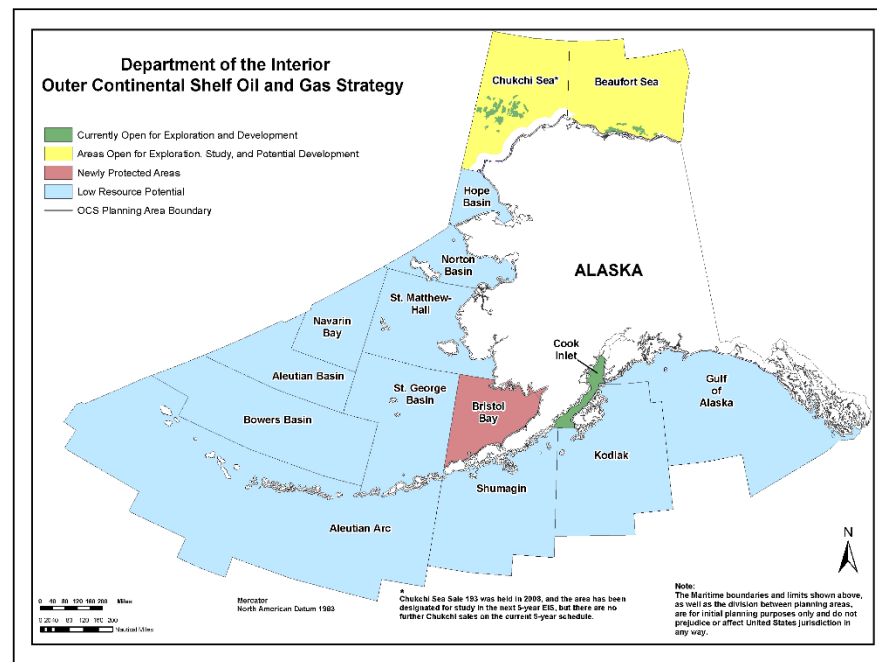 Department of the Interior
Outer Continental Shelf Oil and Gas Strategy
Currently Open for Exploration and Development
Areas Open for Exploration. Study, and Potential Development
Newly Protected Areas
Low Resource Potential
OCS Planning Area Boundary
Chukchi Sea*
Beaufort Sea
Hope
Basin
Norton
Basin
ALASKA
St. Matthew-
Hall
Navarin
Bay
Cook
Inlet
Aleutian Basin
St. George
Basin
Gulf
of
Alaska
Bristol
Bay
Bowers Basin
Kodiak
Shumagin
Aleutian Arc
N
0 40 80 120 160 200 Miles
Nautical Miles
Mercator
North American Datum 1983
*
Chukchi Sea Sale 193 was held in 2008, and the area has been
designated for study in the next 5-year EIS, but there are no
further Chukchi sales on the current 5-year schedule.
Note:
The Maritime boundaries and limits shown above,
as well as the division between planning areas,
are for initial planning purposes only and do not
prejudice or affect United States jurisdiction in
any way.